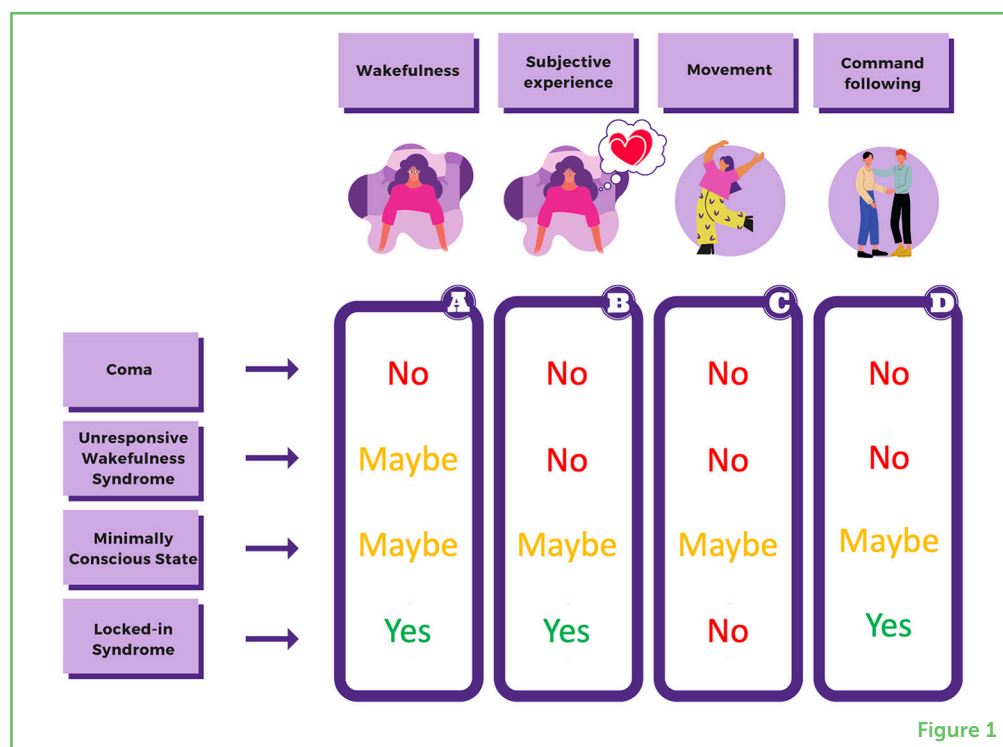 Wakefulness
Subjective
experience
Movement
Command
following
A
B
C
D
Coma
No
No
No
No
Unresponsive
Wakefulness
Syndrome
Maybe
No
No
No
Minimally
Conscious State
Maybe
Maybe
Maybe
Maybe
Locked-in
Syndrome
Yes
Yes
No
Yes
Figure 1